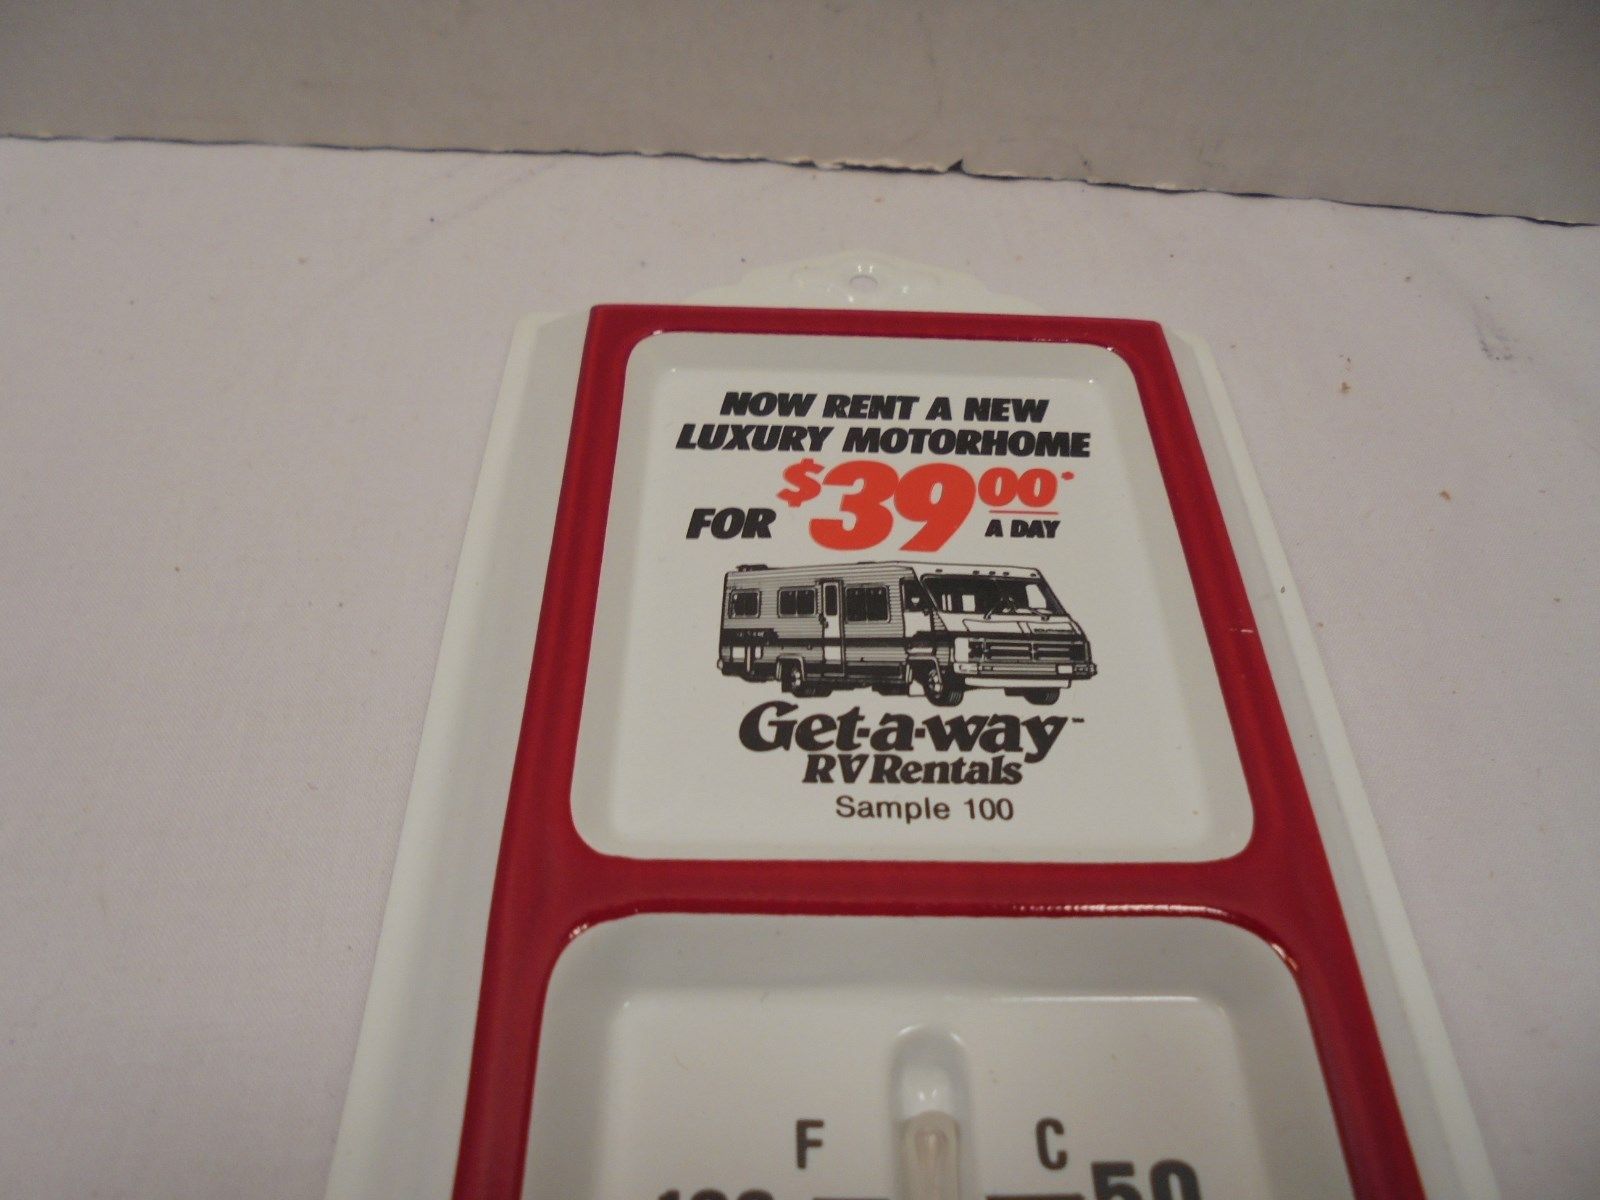 NOW RENT A NEW
LUXURY MOTORHOME
FOR $39 00*
A DAY
Get-a-way™
RV Rentals
Sample 100
F C
50